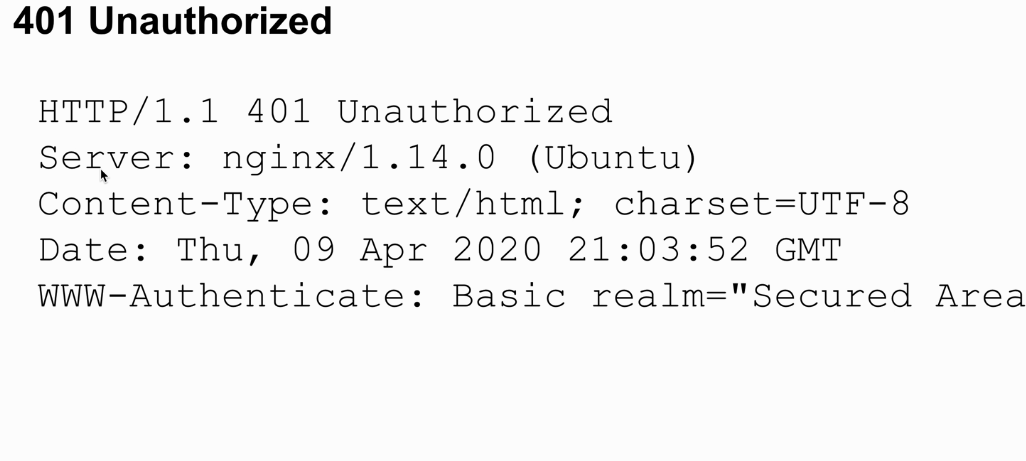 401 Unauthorized
HTTP/1.1 401 Unauthorized
Server: nginx/1.14.0 (Ubuntu)
Content-Type: text/html; charset=UTF-8
Date: Thu, 09 Apr 2020 21:03:52 GMT
WWW-Authenticate: Basic realm="Secured Area